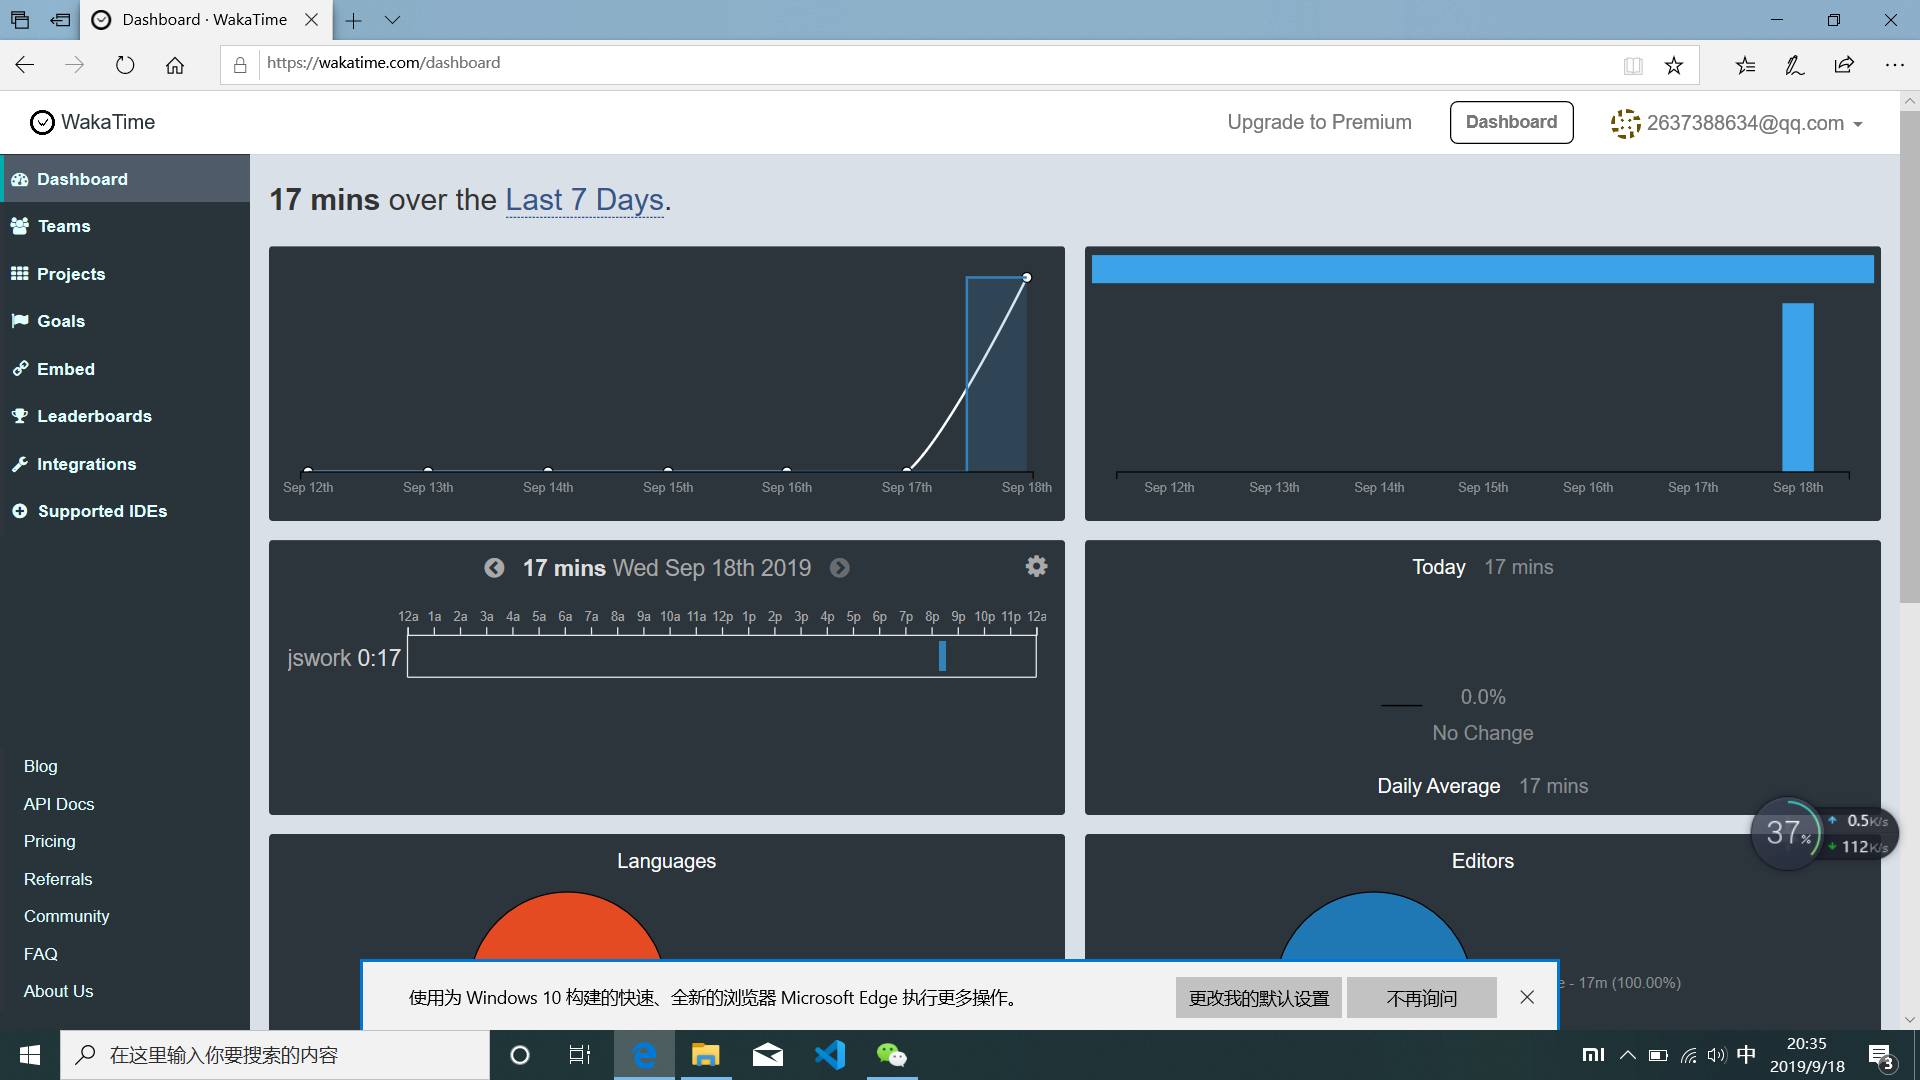 Dashboard · WakaTime
https://wakatime.com/dashboard
WakaTime
Upgrade to Premium
Dashboard
2637388634@qq.com
Dashboard
Teams
Projects
Goals
Embed
Leaderboards
Integrations
Supported IDEs
Blog
API Docs
Pricing
Referrals
Community
FAQ
About Us
17 mins over the Last 7 Days.
Sep 12th Sep 13th Sep 14th Sep 15th Sep 16th Sep 17th Sep 18th
Sep 12th Sep 13th Sep 14th Sep 15th Sep 16th Sep 17th Sep 18th
17 mins Wed Sep 18th 2019
12a 1a 2a 3a 4a 5a 6a 7a 8a 9a 10a 11a 12p 1p 2p 3p 4p 5p 6p 7p 8p 9p 10p 11p 12a
jswork 0:17
Today 17 mins
0.0%
No Change
Daily Average 17 mins
37%
0.5K/s
112K/s
Languages
Editors
e - 17m (100.00%)
使用为 Windows 10 构建的快速、全新的浏览器 Microsoft Edge 执行更多操作。
更改我的默认设置
不再询问
在这里输入你要搜索的内容
中
20:35
2019/9/18
3